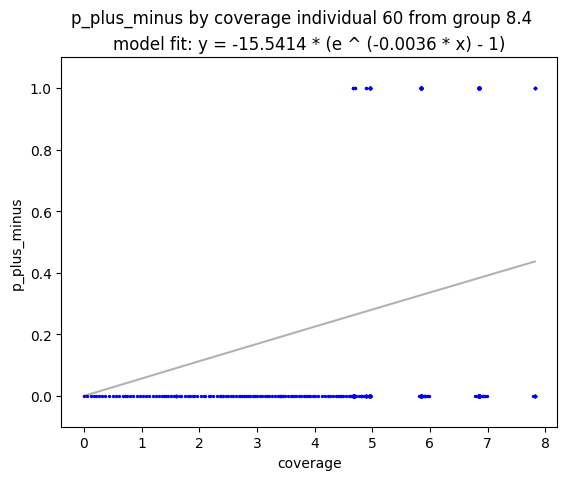 p_plus_minus by coverage individual 60 from group 8.4
model fit: y = -15.5414 * (e ^ (-0.0036 * x) - 1)
1.0
0.8
0.6
0.4
0.2
0.0
p_plus_minus
0 1 2 3 4 5 6 7 8
coverage